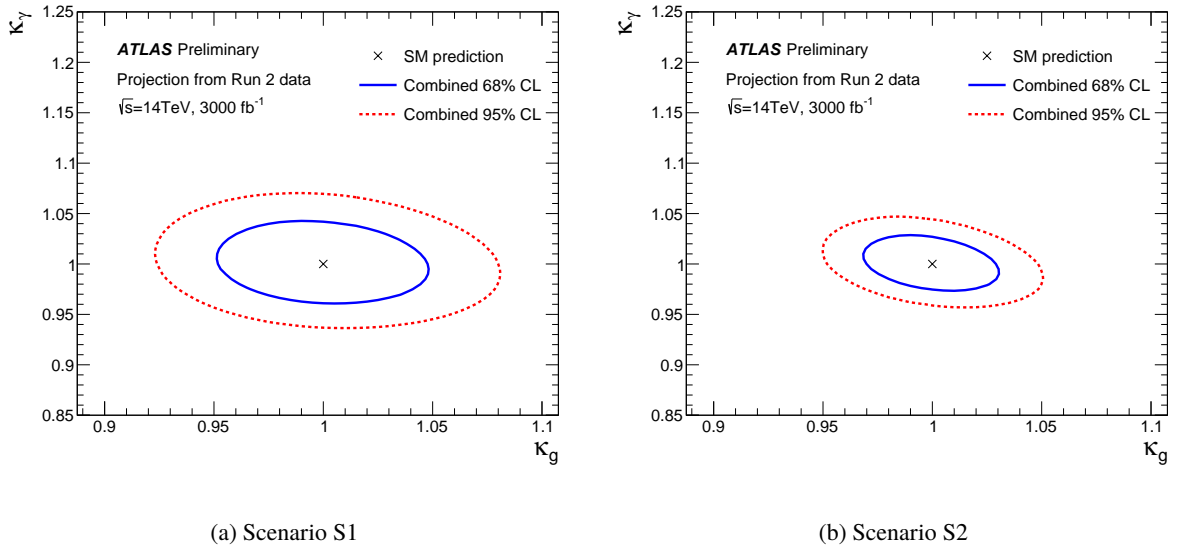 κγ
1.25
ATLAS Preliminary
× SM prediction
1.2
Projection from Run 2 data
Combined 68% CL
√s=14TeV, 3000 fb-1
Combined 95% CL
1.15
1.1
1.05
1
0.95
0.9
0.85
0.9 0.95 1 1.05 1.1
κg
(a) Scenario S1
κγ
1.25
ATLAS Preliminary
× SM prediction
1.2
Projection from Run 2 data
Combined 68% CL
√s=14TeV, 3000 fb-1
Combined 95% CL
1.15
1.1
1.05
1
0.95
0.9
0.85
0.9 0.95 1 1.05 1.1
κg
(b) Scenario S2